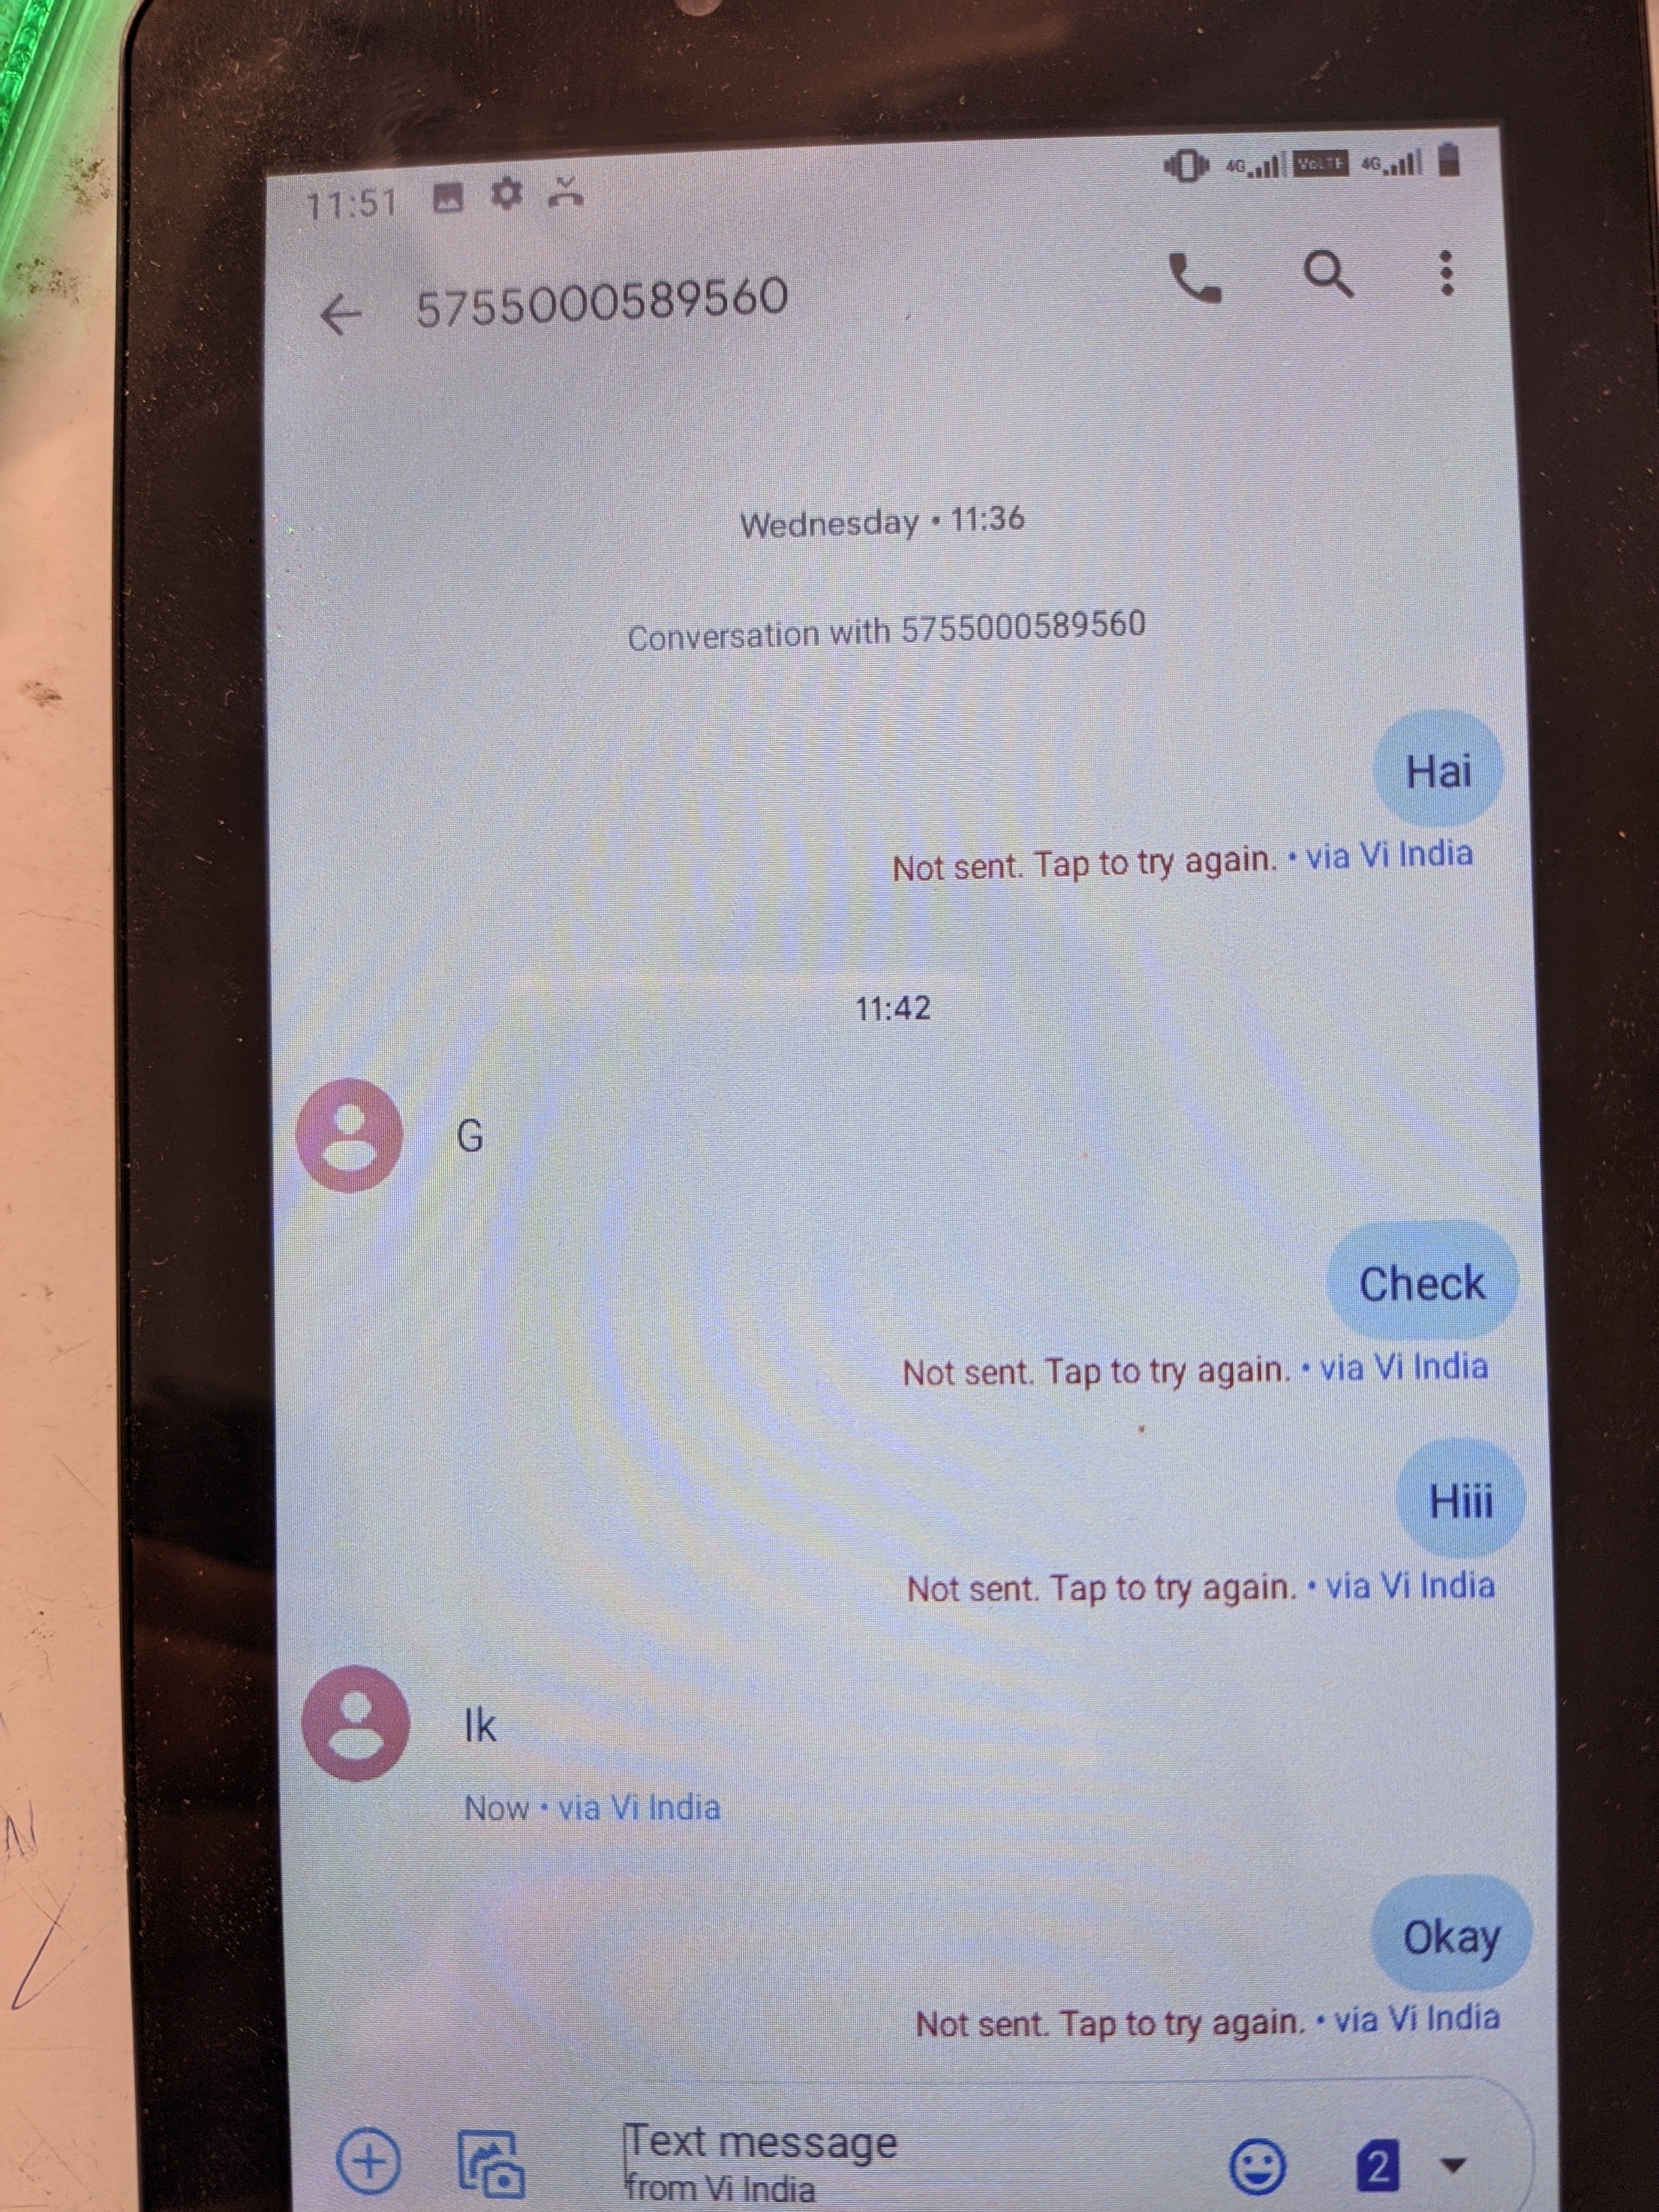 11:51
4G VoLTE 4G
5755000589560
Wednesday • 11:36
Conversation with 5755000589560
Hai
Not sent. Tap to try again. • via Vi India
11:42
G
Check
Not sent. Tap to try again. • via Vi India
Hiii
Not sent. Tap to try again. • via Vi India
Ik
Now • via Vi India
Okay
Not sent. Tap to try again. • via Vi India
Text message
from Vi India
2